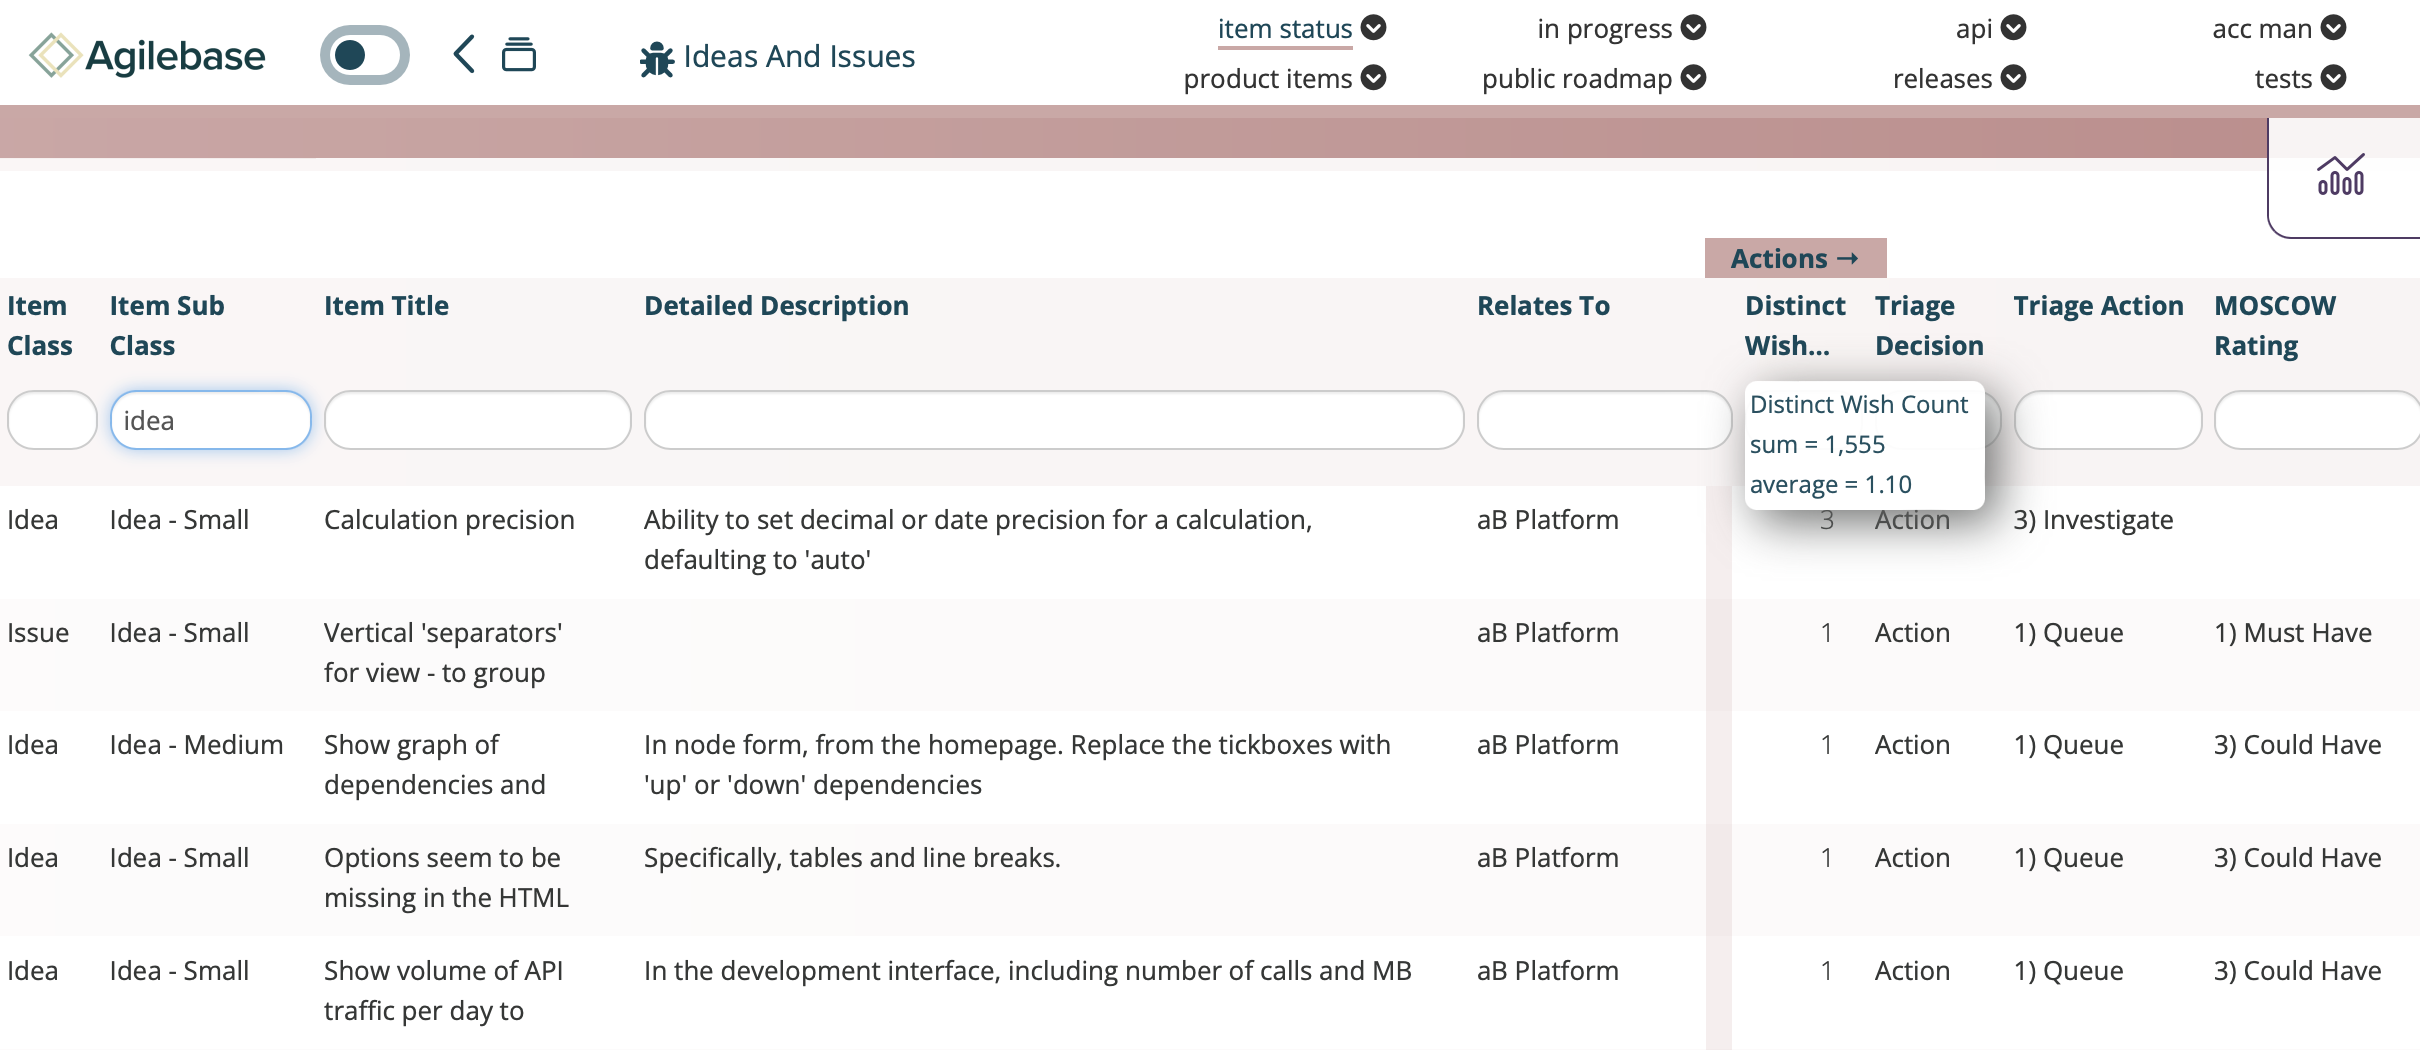 Agilebase
Ideas And Issues
item status
in progress
api
acc man
product items
public roadmap
releases
tests
Actions →
Item Class
Item Sub Class
Item Title
Detailed Description
Relates To
Distinct Wish...
Triage Decision
Triage Action
MOSCOW Rating
idea
Distinct Wish Count
sum = 1,555
average = 1.10
Idea
Idea - Small
Calculation precision
Ability to set decimal or date precision for a calculation,
defaulting to 'auto'
aB Platform
3
Action
3) Investigate
Issue
Idea - Small
Vertical 'separators'
for view - to group
aB Platform
1
Action
1) Queue
1) Must Have
Idea
Idea - Medium
Show graph of
dependencies and
In node form, from the homepage. Replace the tickboxes with
'up' or 'down' dependencies
aB Platform
1
Action
1) Queue
3) Could Have
Idea
Idea - Small
Options seem to be
missing in the HTML
Specifically, tables and line breaks.
aB Platform
1
Action
1) Queue
3) Could Have
Idea
Idea - Small
Show volume of API
traffic per day to
In the development interface, including number of calls and MB
aB Platform
1
Action
1) Queue
3) Could Have